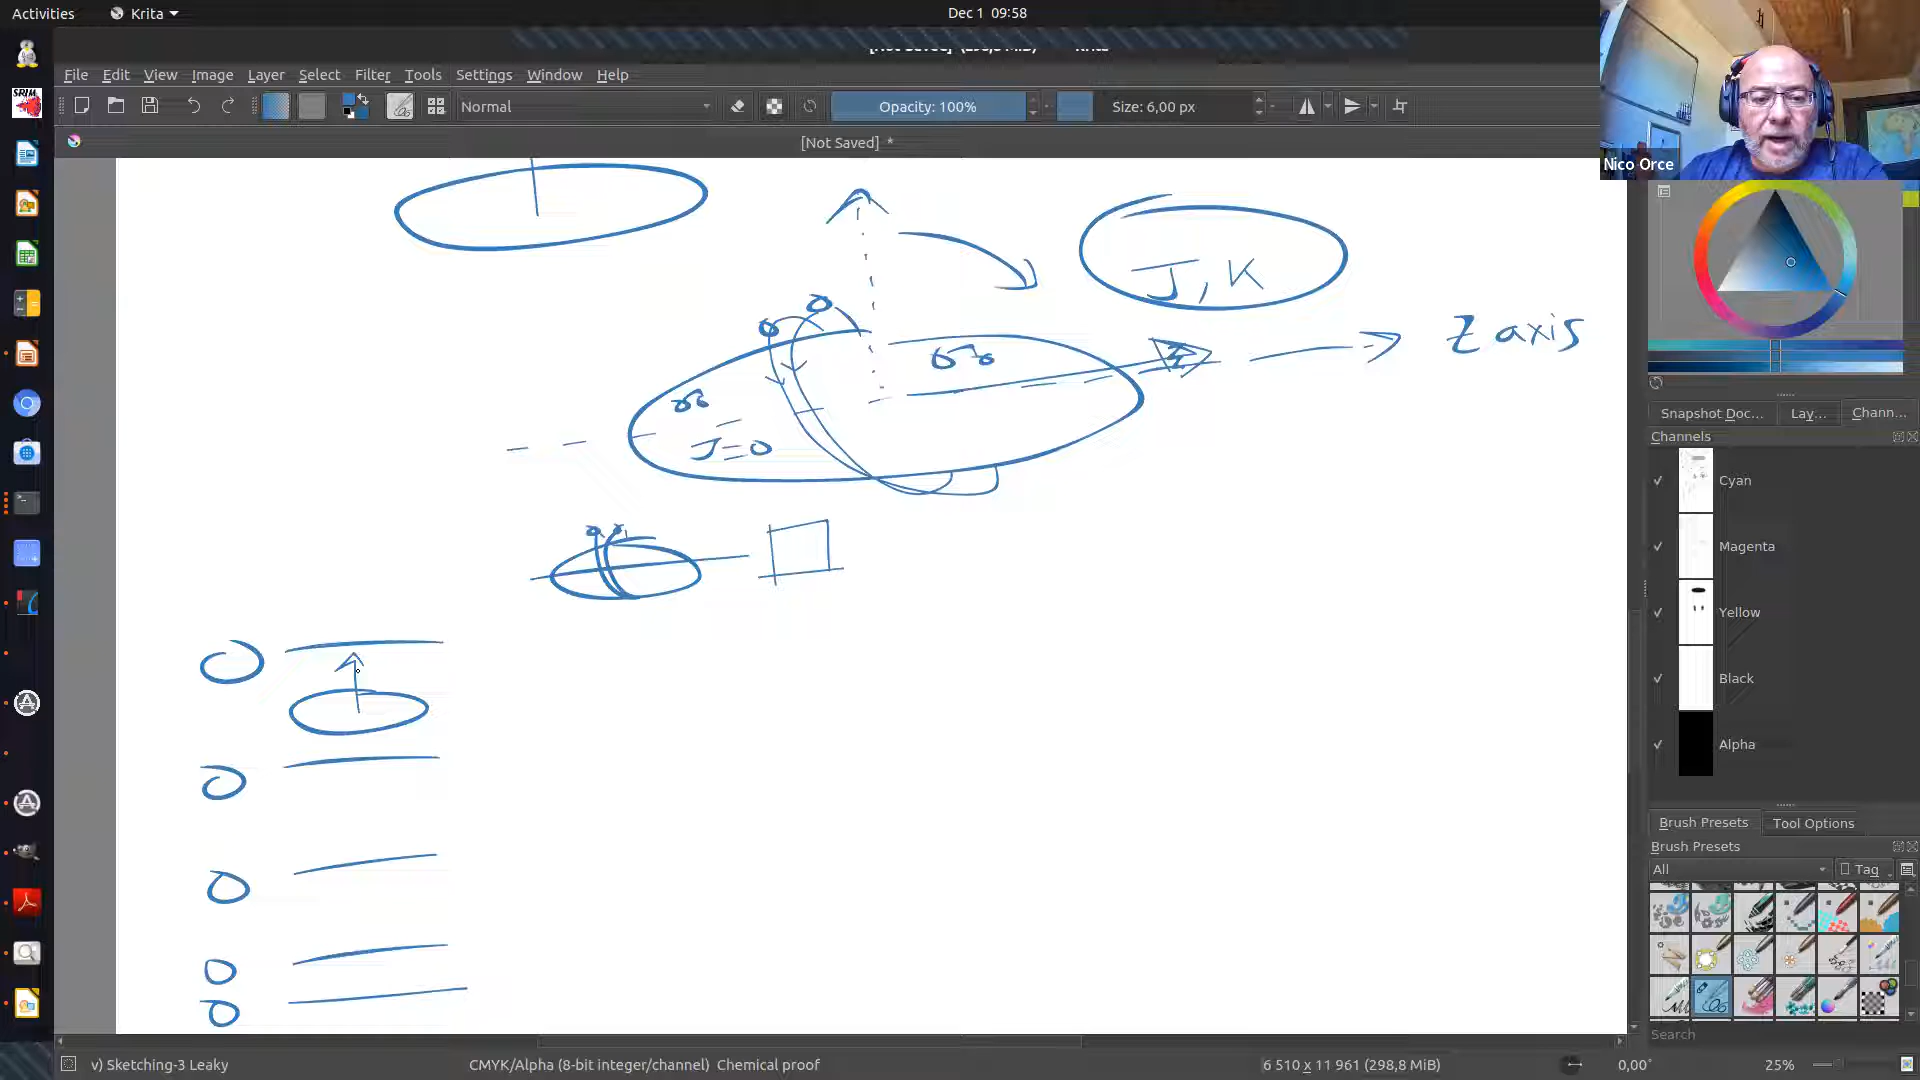 Activities
Krita
Dec 1 09:58
File Edit View Image Layer Select Filter Tools Settings Window Help
SRIM
Normal
Opacity: 100%
Size: 6,00 px
[Not Saved] *
Nico Orce
J, K
z axis
J=0
Snapshot Doc...
Lay...
Chann...
Channels
Cyan
Magenta
Yellow
Black
Alpha
Brush Presets
Tool Options
Brush Presets
All
Tag
Search
v) Sketching-3 Leaky
CMYK/Alpha (8-bit integer/channel) Chemical proof
6 510 x 11 961 (298,8 MiB)
0,00°
25%